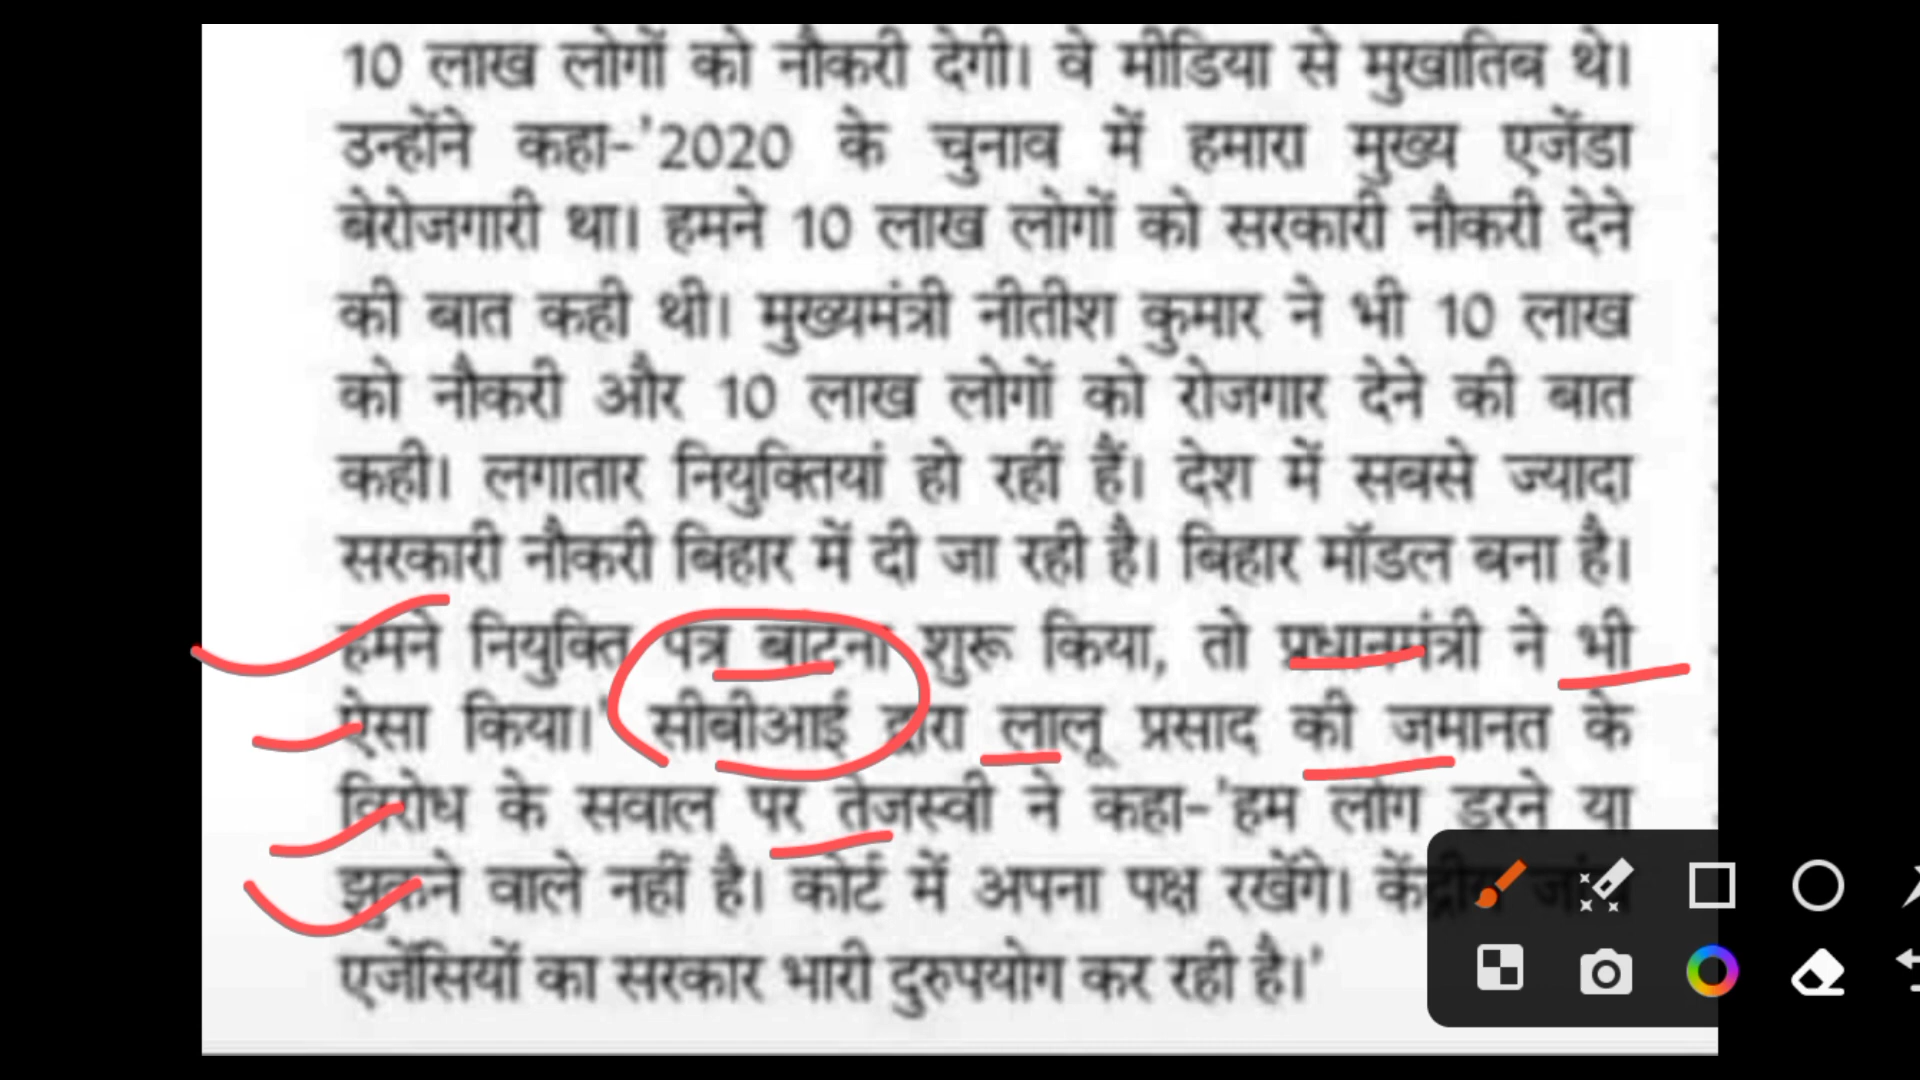 10 लाख लोगों को नौकरी देगी। वे मीडिया से मुखातिब थे।
उन्होंने कहा-'2020 के चुनाव में हमारा मुख्य एजेंडा
बेरोजगारी था। हमने 10 लाख लोगों को सरकारी नौकरी देने
की बात कही थी। मुख्यमंत्री नीतीश कुमार ने भी 10 लाख
को नौकरी और 10 लाख लोगों को रोजगार देने की बात
कही। लगातार नियुक्तियां हो रहीं हैं। देश में सबसे ज्यादा
सरकारी नौकरी बिहार में दी जा रही है। बिहार मॉडल बना है।
हमने नियुक्ति पत्र बाटना शुरू किया, तो प्रधानमंत्री ने भी
ऐसा किया।' सीबीआई द्वारा लालू प्रसाद की जमानत के
विरोध के सवाल पर तेजस्वी ने कहा-'हम लोग डरने या
झुकने वाले नहीं है। कोर्ट में अपना पक्ष रखेंगे। केंद्रीय जांच
एजेंसियों का सरकार भारी दुरुपयोग कर रही है।'